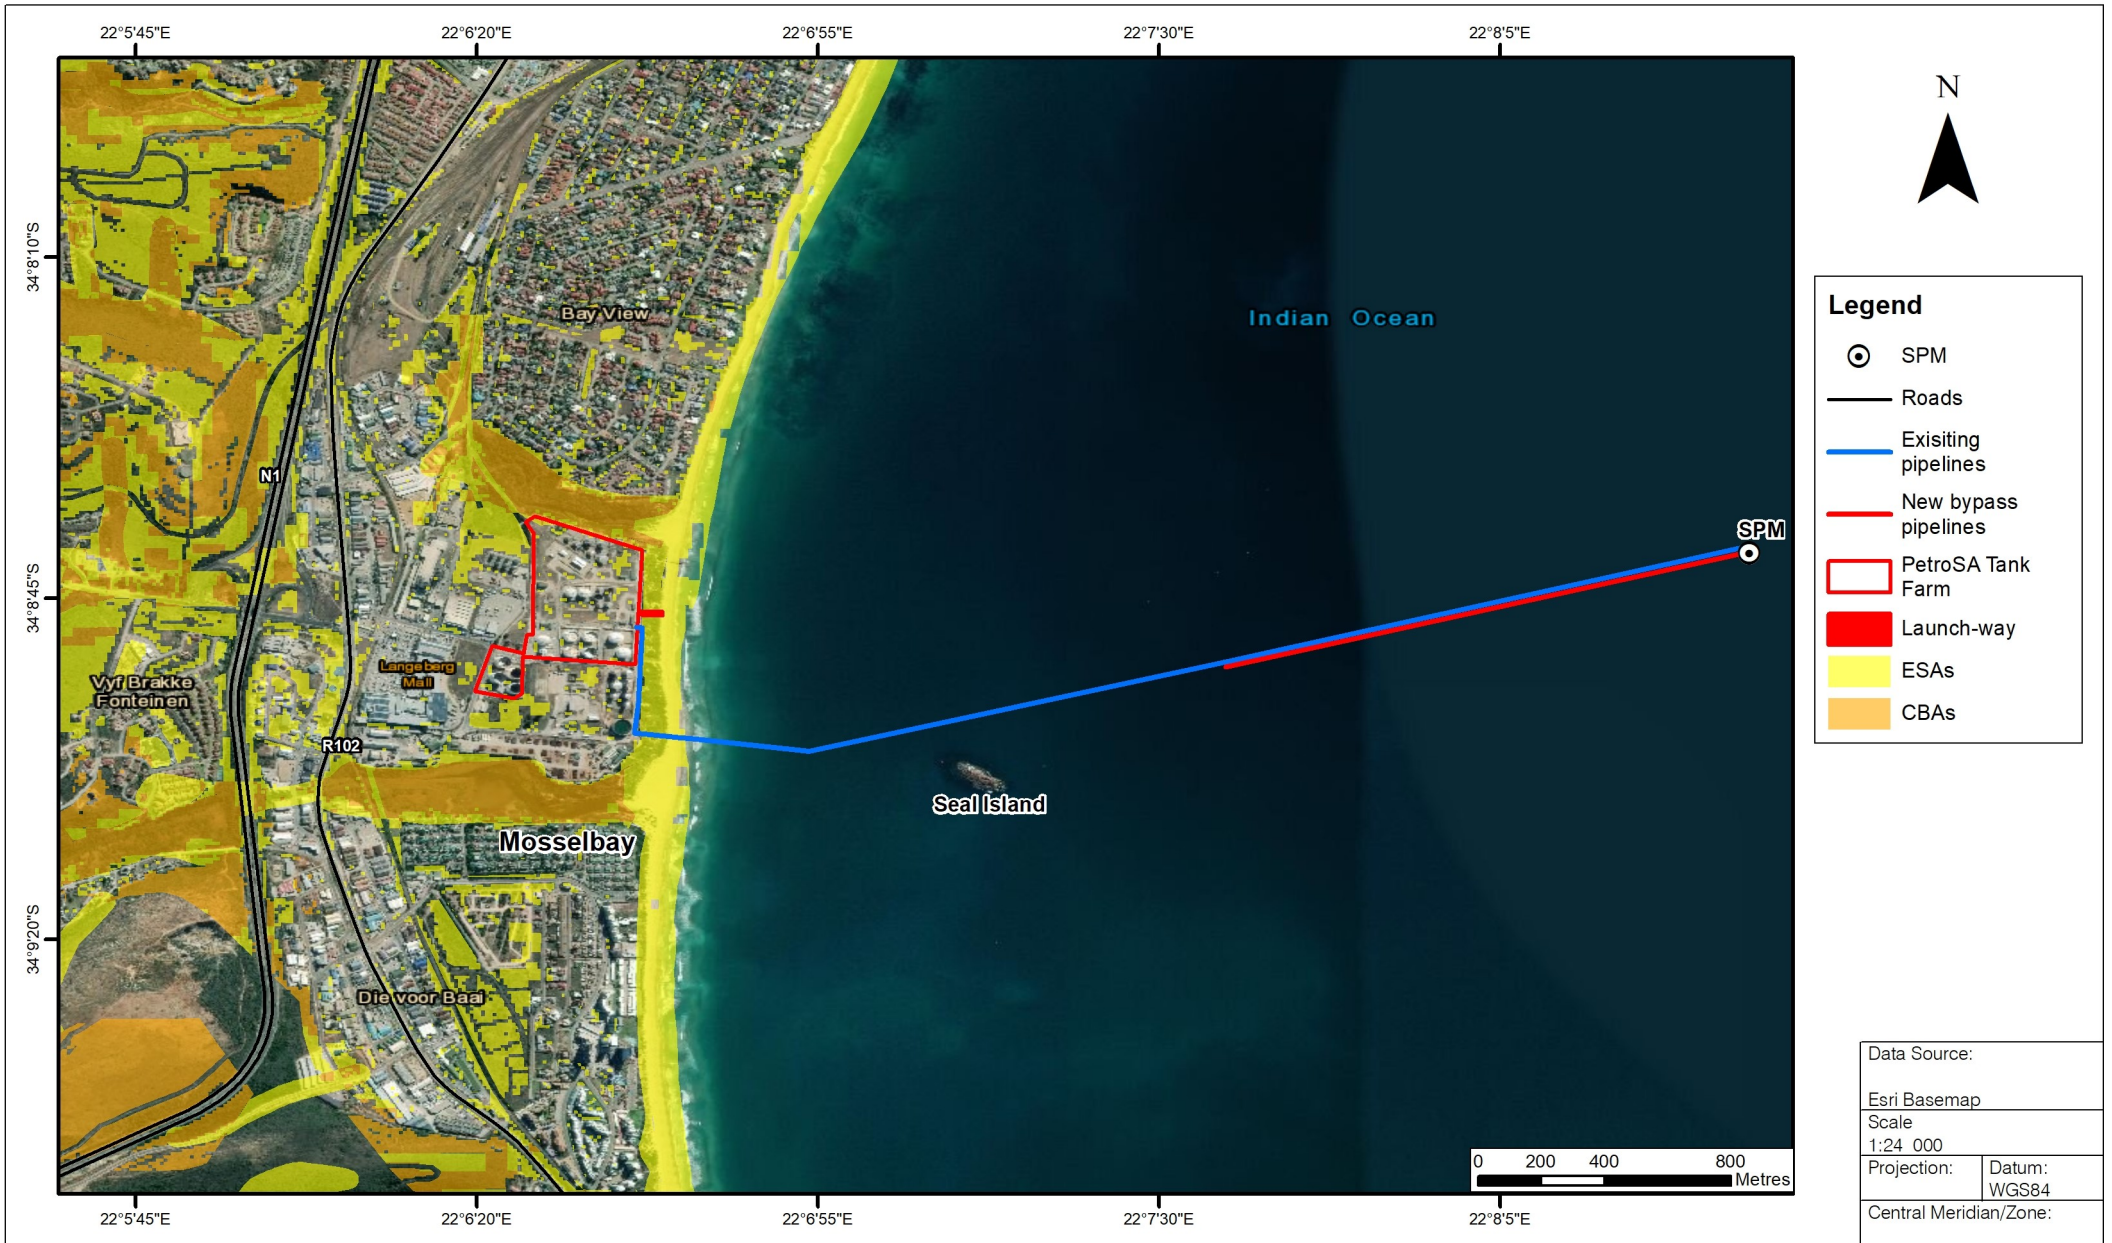 22°5'45"E
22°6'20"E
22°6'55"E
22°7'30"E
22°8'5"E
34°8'10"S
34°8'45"S
34°9'20"S
N
Bay View
Indian Ocean
N1
SPM
Langeberg
Mall
Vyf Brakke
Fonteinen
R102
Seal Island
Mosselbay
Die voor Baai
Legend
SPM
Roads
Exisiting
pipelines
New bypass
pipelines
PetroSA Tank
Farm
Launch-way
ESAs
CBAs
0 200 400 800
Metres
Data Source:
Esri Basemap
Scale
1:24 000
Projection:
Datum:
WGS84
Central Meridian/Zone:
22°5'45"E
22°6'20"E
22°6'55"E
22°7'30"E
22°8'5"E